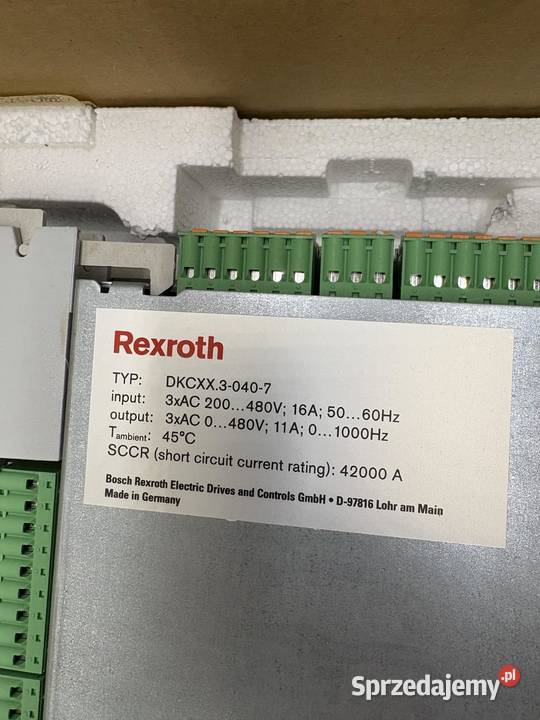 Rexroth
TYP: DKCXX.3-040-7
input: 3xAC 200...480V; 16A; 50...60Hz
output: 3xAC 0...480V; 11A; 0...1000Hz
Tambient: 45°C
SCCR (short circuit current rating): 42000 A
Bosch Rexroth Electric Drives and Controls GmbH • D-97816 Lohr am Main
Made in Germany
Sprzedajemy.pl